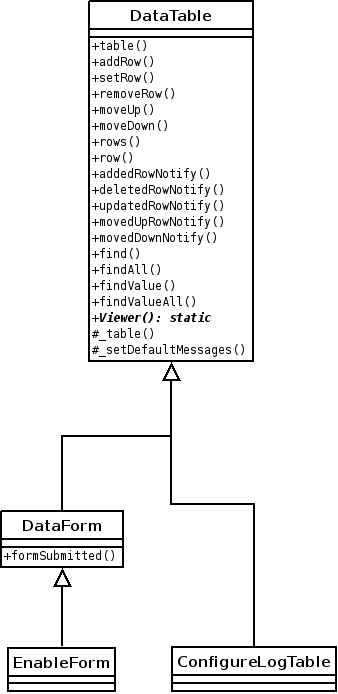 DataTable
+table()
+addRow()
+setRow()
+removeRow()
+moveUp()
+moveDown()
+rows()
+row()
+addedRowNotify()
+deletedRowNotify()
+updatedRowNotify()
+movedUpRowNotify()
+movedDownNotify()
+find()
+findAll()
+findValue()
+findValueAll()
+Viewer(): static
#_table()
#_setDefaultMessages()
DataForm
+formSubmitted()
EnableForm
ConfigureLogTable